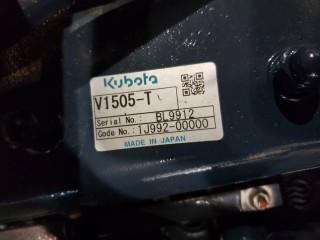 Kubota
V1505-T
Serial No.: BL9912
Code No.: 1J992-00000
MADE IN JAPAN